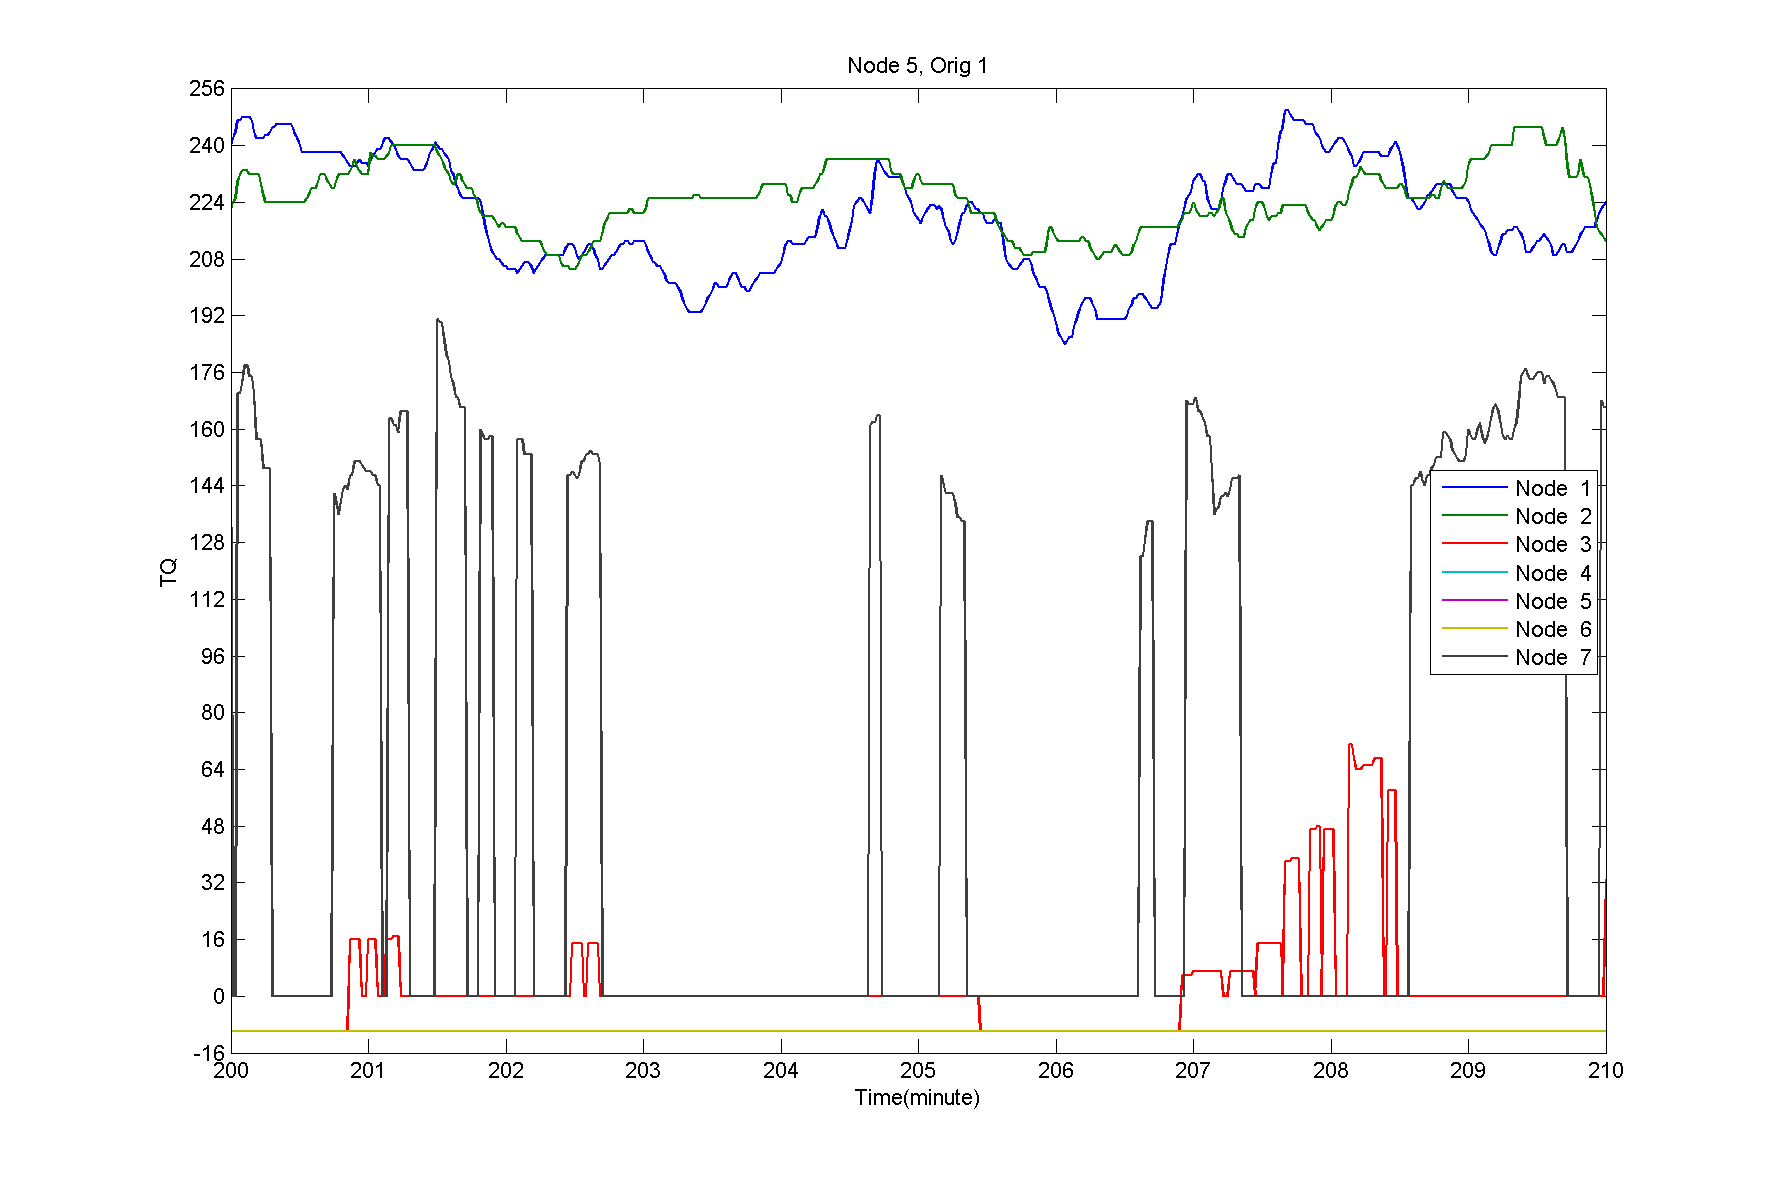 Node 5, Orig 1
256
240
224
208
192
176
160
144
128
112
96
80
64
48
32
16
0
-16
TQ
Node 1
Node 2
Node 3
Node 4
Node 5
Node 6
Node 7
200 201 202 203 204 205 206 207 208 209 210
Time(minute)